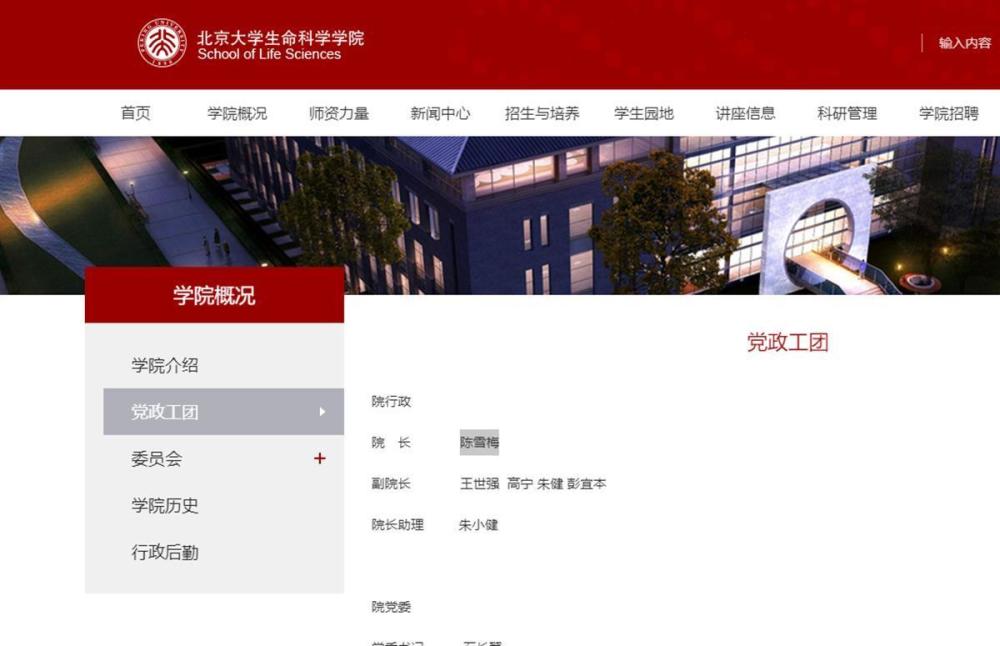 北京大学生命科学学院
School of Life Sciences
输入内容
首页 学院概况 师资力量 新闻中心 招生与培养 学生园地 讲座信息 科研管理 学院招聘
学院概况
学院介绍
党政工团
委员会 +
学院历史
行政后勤
党政工团
院行政
院 长 陈雪梅
副院长 王世强 高宁 朱健 彭宜本
院长助理 朱小健
院党委